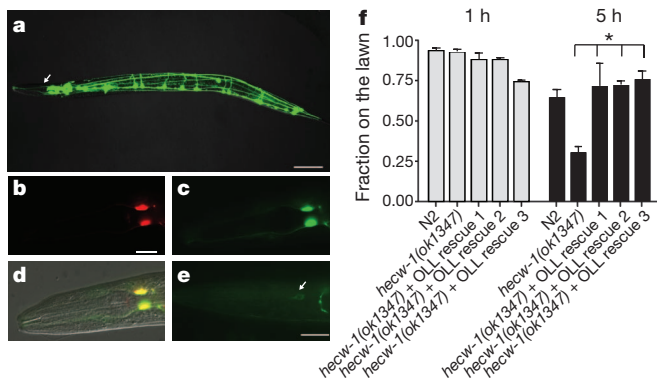 a
b
c
d
e
f
1 h
5 h
*
Fraction on the lawn
1.00
0.75
0.50
0.25
0.00
N2
hecw-1(ok1347)
hecw-1(ok1347) + OLL rescue 1
hecw-1(ok1347) + OLL rescue 2
hecw-1(ok1347) + OLL rescue 3
N2
hecw-1(ok1347)
hecw-1(ok1347) + OLL rescue 1
hecw-1(ok1347) + OLL rescue 2
hecw-1(ok1347) + OLL rescue 3